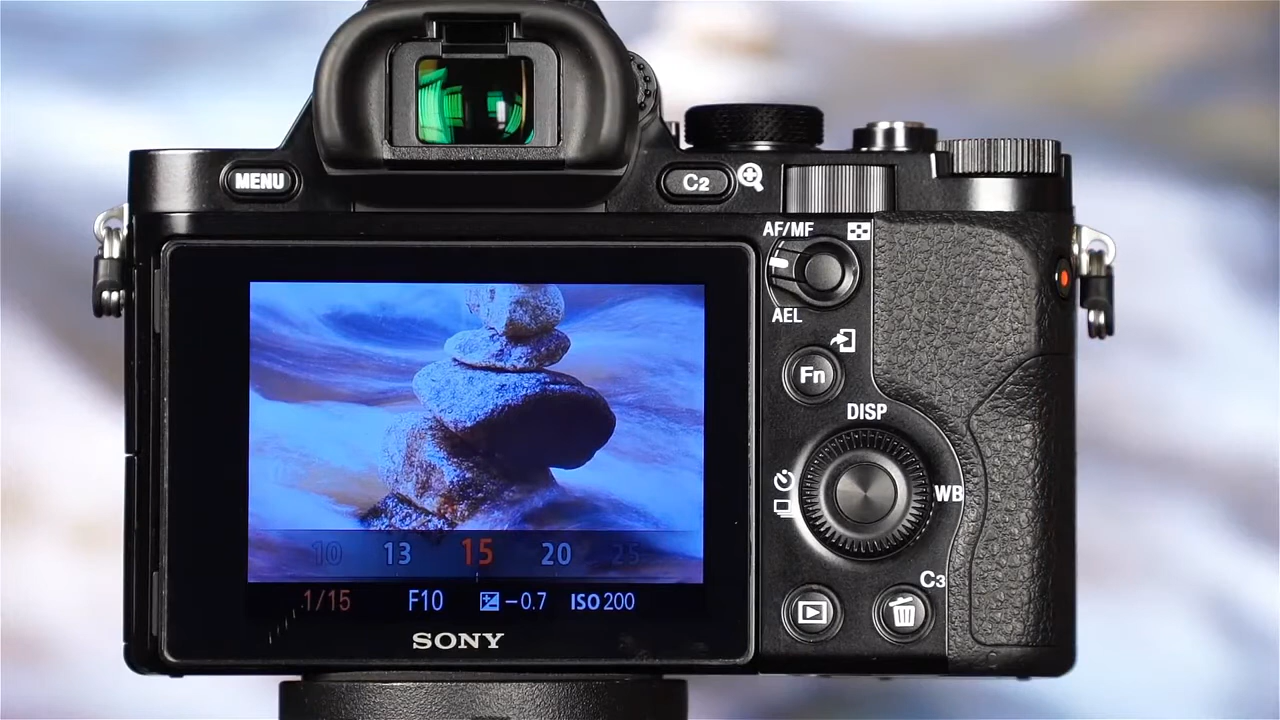 MENU
C2
AF/MF
AEL
Fn
DISP
WB
10 13 15 20 25
1/15 F10 −0.7 ISO 200
C3
SONY